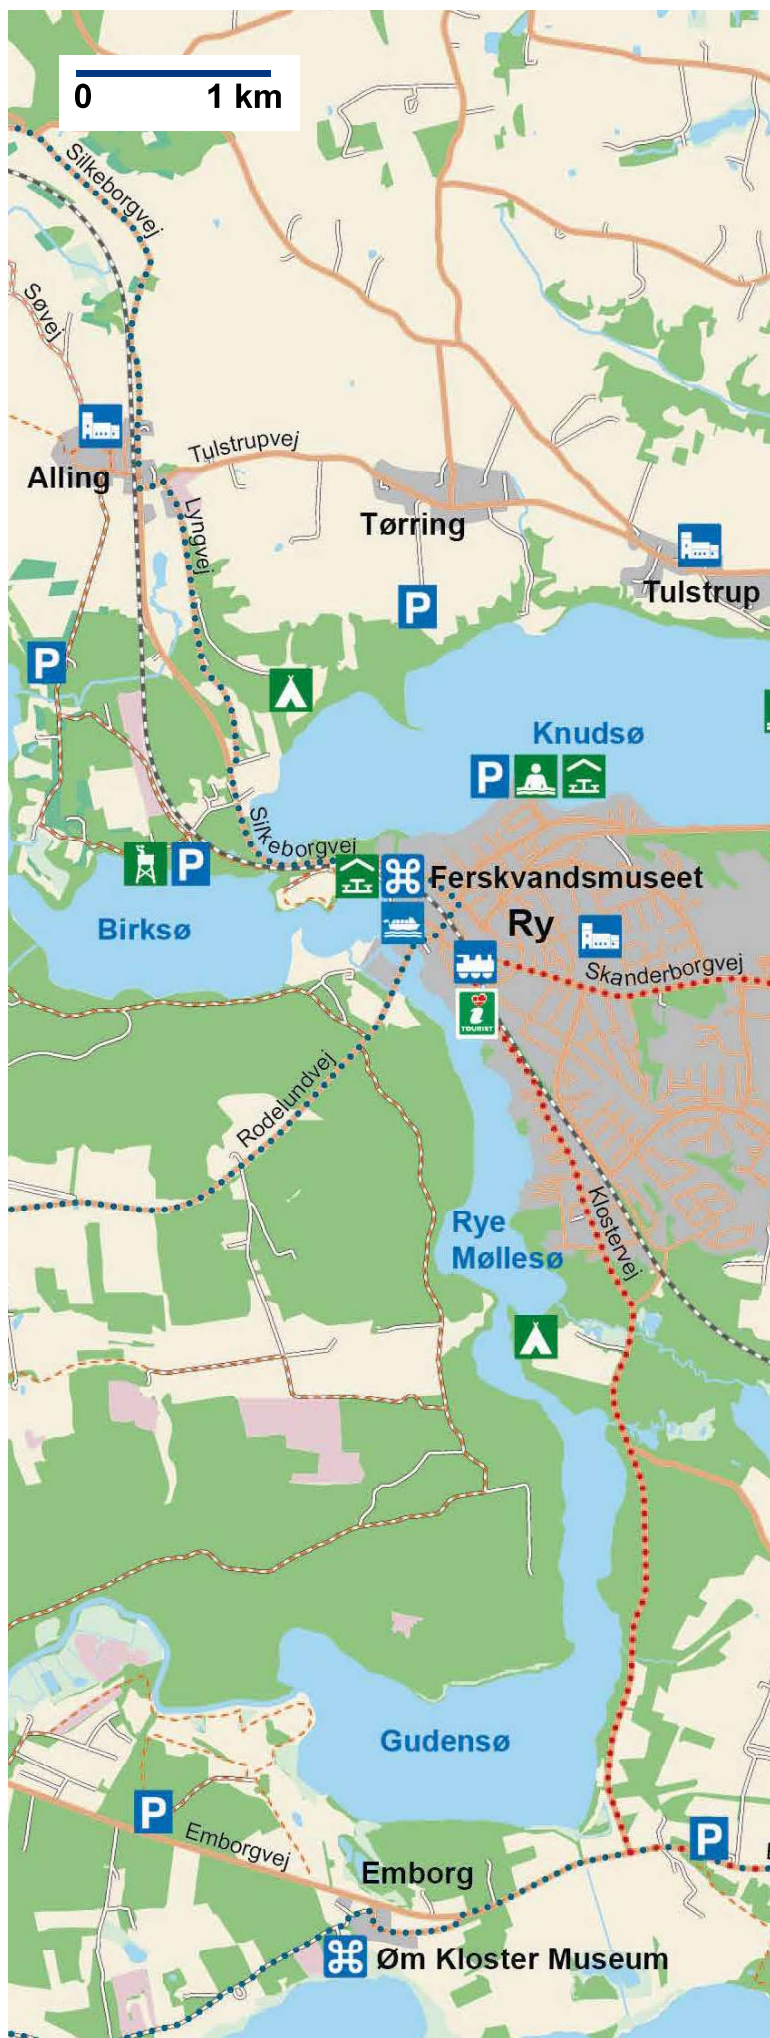 0 1 km
Silkeborgvej
Søvej
Tulstrupvej
Alling
Lyngvej
Tørring
P
Tulstrup
P
Knudsø
P
Silkeborgvej
P
Ferskvandsmuseet
Birksø
Ry
Skanderborgvej
i
TOURIST
Rodelundvej
Klostervej
Rye
Møllesø
Gudensø
P
P
Emborgvej
Emborg
Øm Kloster Museum